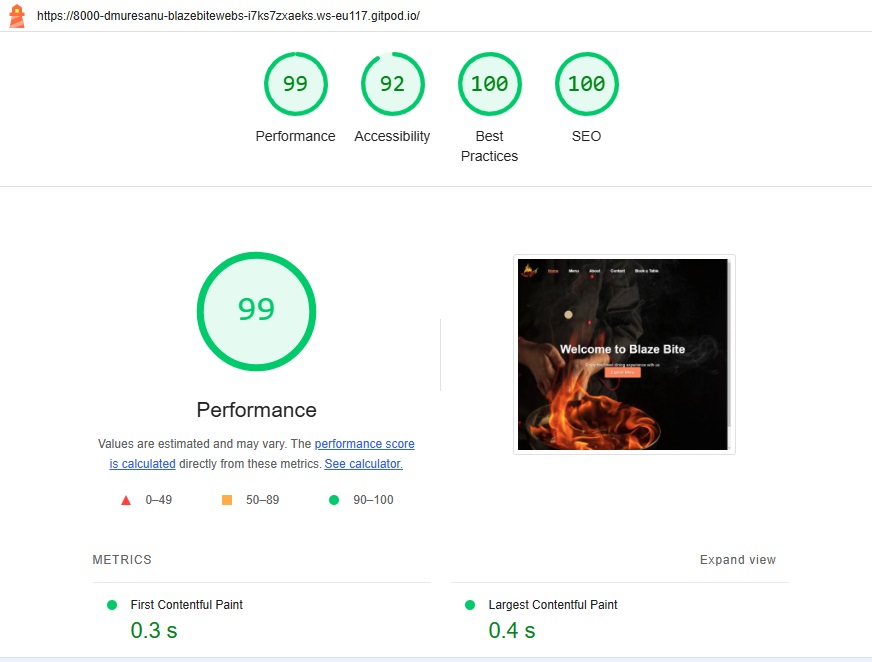 https://8000-dmuresanu-blazebitewebs-i7ks7zxaeks.ws-eu117.gitpod.io/
99 92 100 100
Performance Accessibility Best Practices SEO
99
Home Menu About Contact Book a Table
Welcome to Blaze Bite
Performance
Values are estimated and may vary. The performance score
is calculated directly from these metrics. See calculator.
0–49 50–89 90–100
METRICS Expand view
First Contentful Paint Largest Contentful Paint
0.3 s 0.4 s